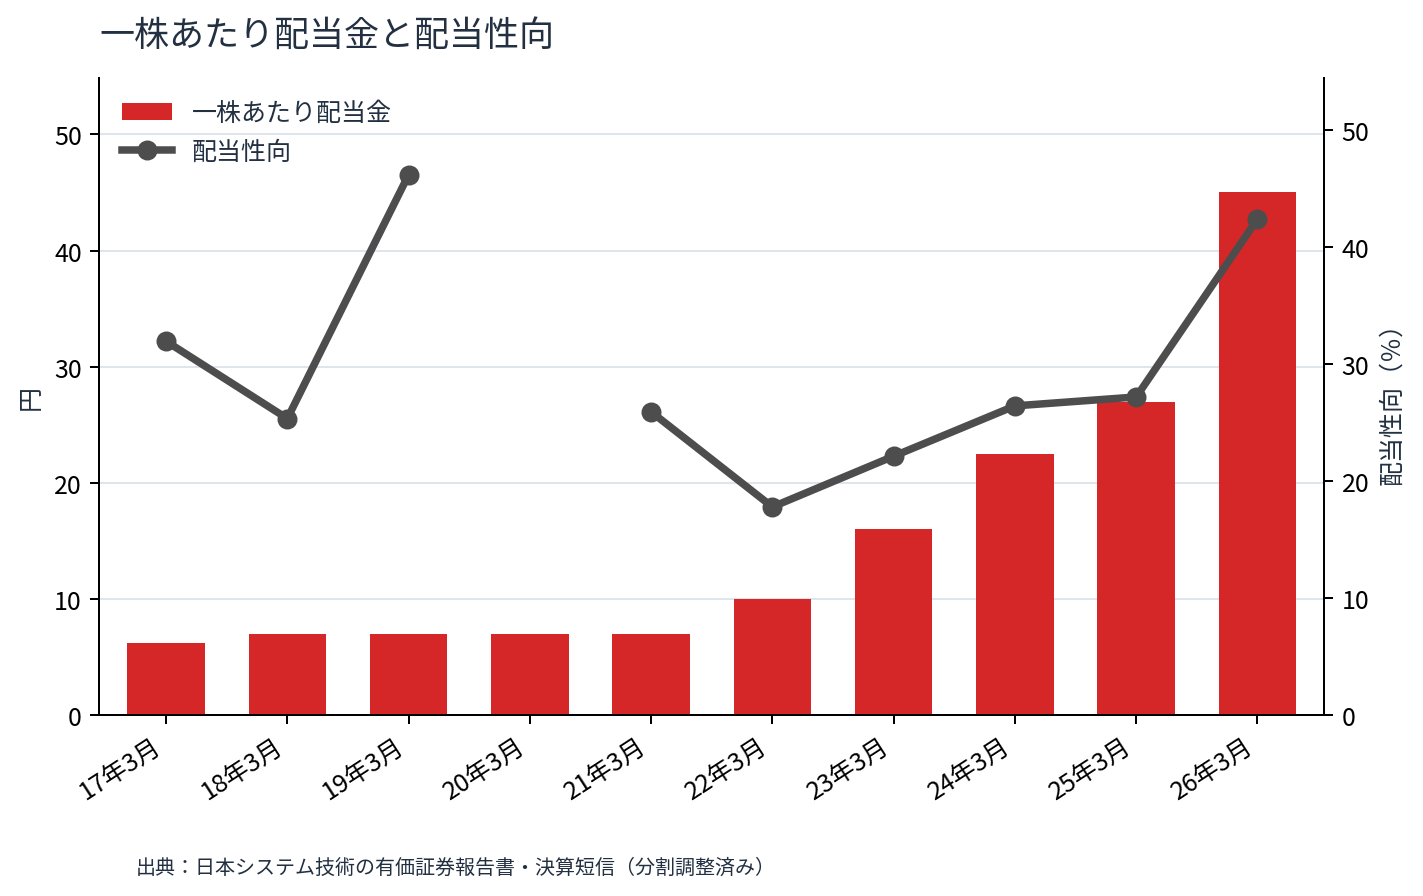 一株あたり配当金と配当性向
一株あたり配当金
配当性向
円
50
40
30
20
10
0
配当性向（%）
50
40
30
20
10
0
17年3月
18年3月
19年3月
20年3月
21年3月
22年3月
23年3月
24年3月
25年3月
26年3月
出典：日本システム技術の有価証券報告書・決算短信（分割調整済み）